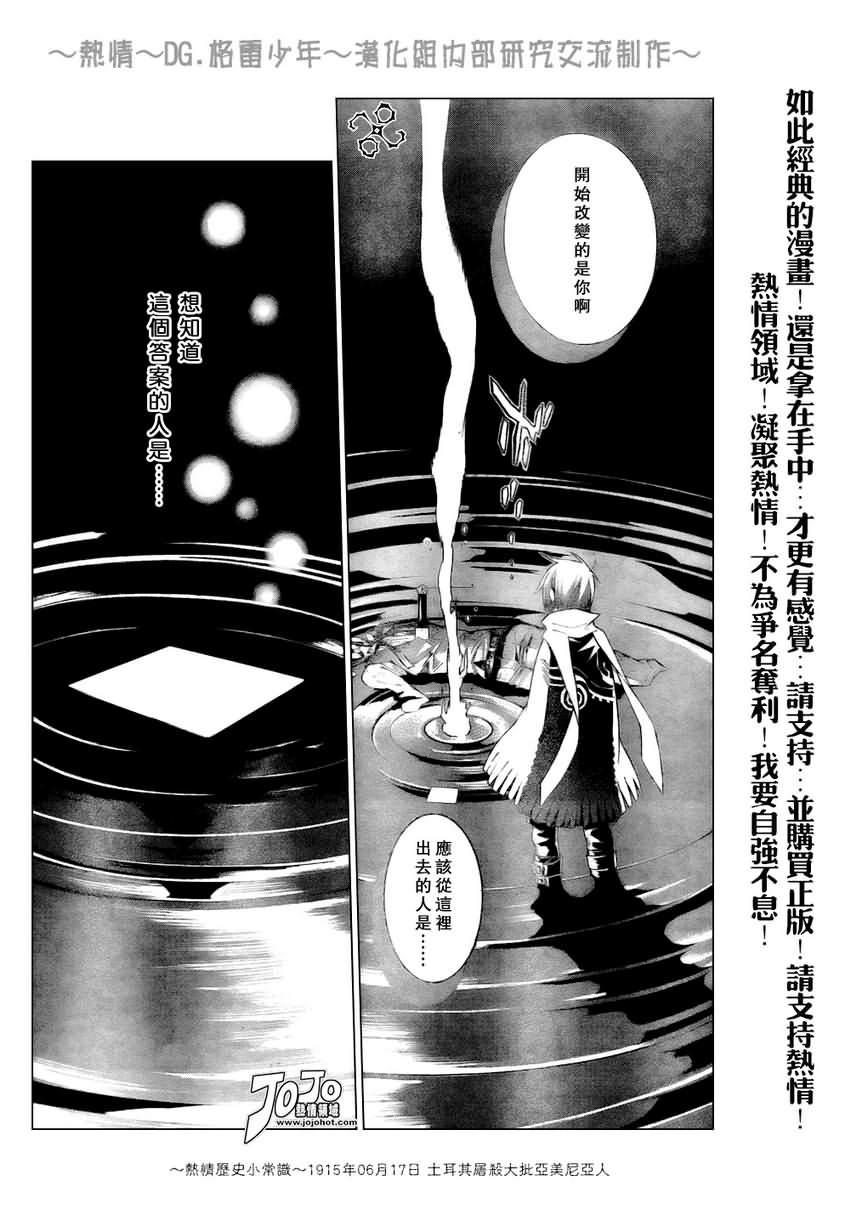 ～熱情～DG.格雷少年～漢化組内部研究交流制作～
如此經典的漫畫！還是拿在手中…才更有感覺…請支持…並購買正版！請支持熱情！
熱情領域！凝聚熱情！不為爭名奪利！我要自強不息！
開始改變的是你啊
應該從這裡
出去的人是……
想知道
這個答案的人是……
JOJO
熱情領域
www.jojohot.com
～熱情歷史小常識～1915年06月17日 土耳其屠殺大批亞美尼亞人